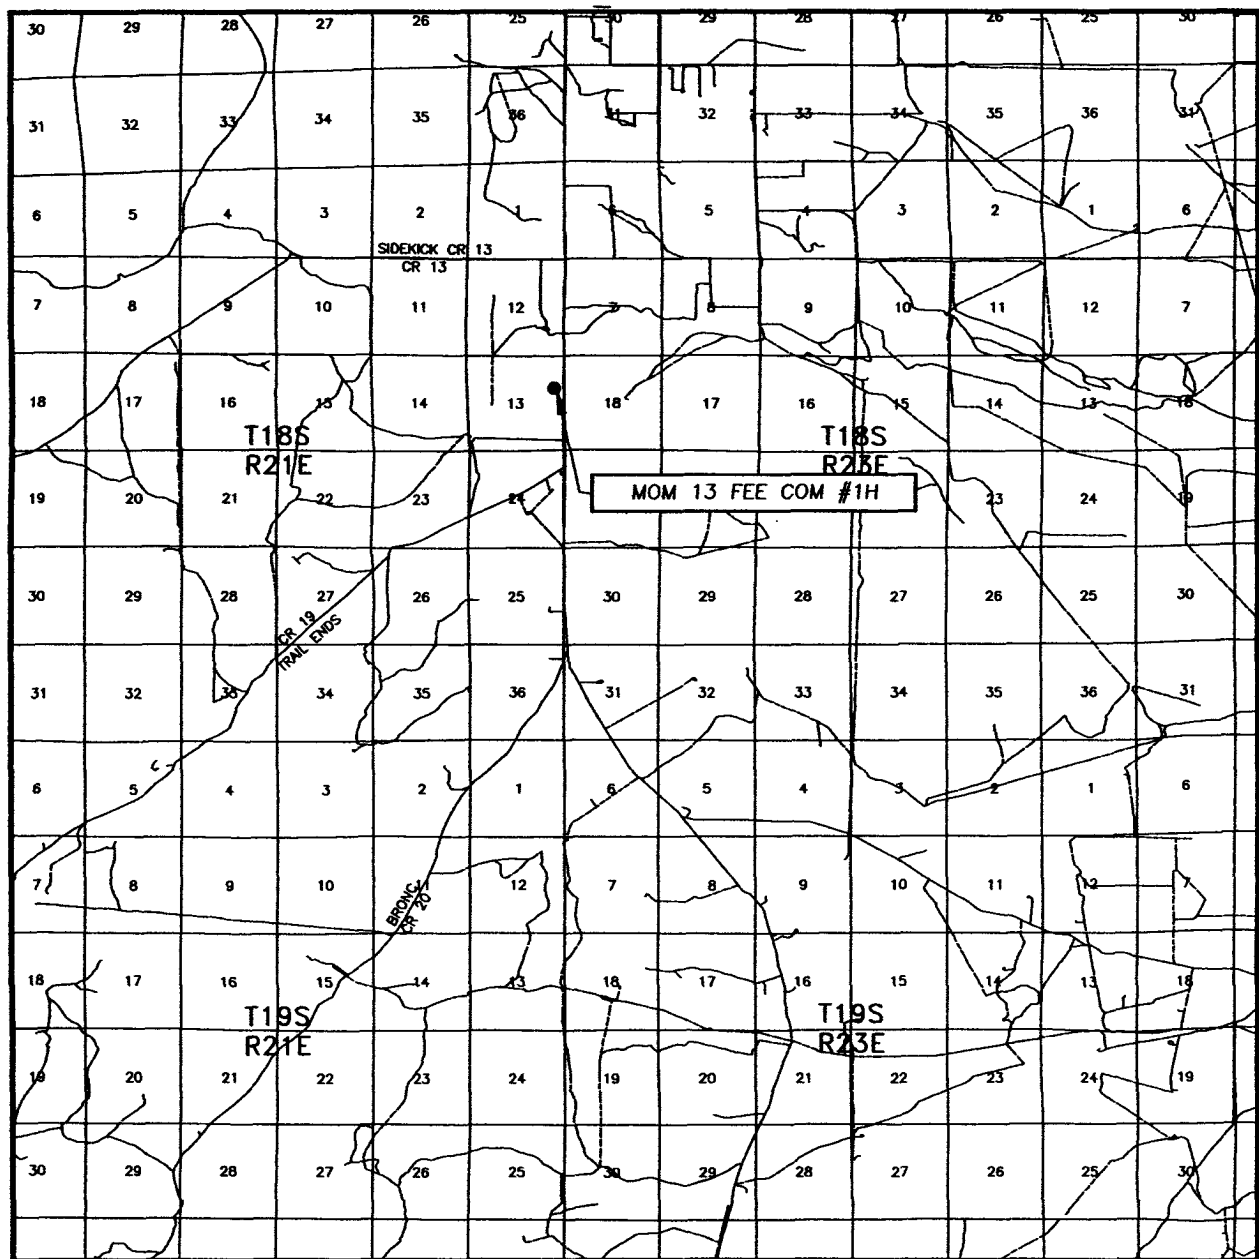 30 29 28 27 26 25 30 29 28 27 26 25 30
31 32 33 34 35 36 31 32 33 34 35 36 31
6 5 4 3 2 1 6 5 4 3 2 1 6
SIDEKICK CR 13
CR 13
7 8 9 10 11 12 7 8 9 10 11 12 7
18 17 16 15 14 13 18 17 16 15 14 13 18
T18S T18S
R21E R23E
MOM 13 FEE COM #1H
19 20 21 22 23 24 23 24 19
30 29 28 27 26 25 30 29 28 27 26 25 30
CR 19
TRAIL ENDS
31 32 33 34 35 36 31 32 33 34 35 36 31
6 5 4 3 2 1 6 5 4 3 2 1 6
7 8 9 10 11 12 7 8 9 10 11 12 7
BRONC
CR 20
18 17 16 15 14 13 18 17 16 15 14 13 18
T19S T19S
R21E R23E
19 20 21 22 23 24 19 20 21 22 23 24 19
30 29 28 27 26 25 30 29 28 27 26 25 30